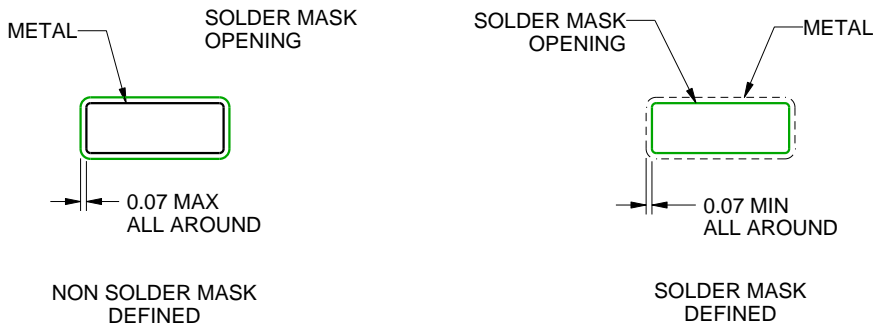 METAL
SOLDER MASK
OPENING
0.07 MAX
ALL AROUND
NON SOLDER MASK
DEFINED
SOLDER MASK
OPENING
METAL
0.07 MIN
ALL AROUND
SOLDER MASK
DEFINED